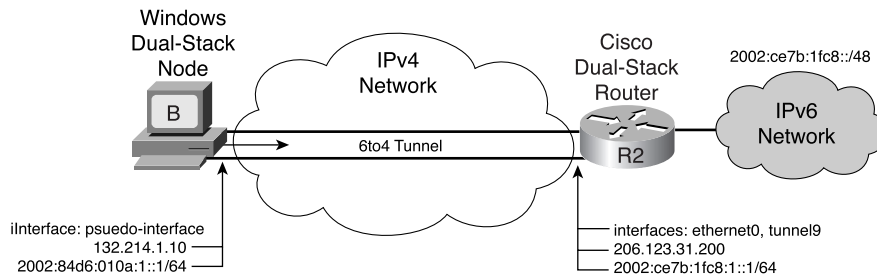 Windows
Dual-Stack
Node
B
IPv4
Network
6to4 Tunnel
Cisco
Dual-Stack
Router
R2
2002:ce7b:1fc8::/48
IPv6
Network
iInterface: psuedo-interface
132.214.1.10
2002:84d6:010a:1::1/64
interfaces: ethernet0, tunnel9
206.123.31.200
2002:ce7b:1fc8:1::1/64